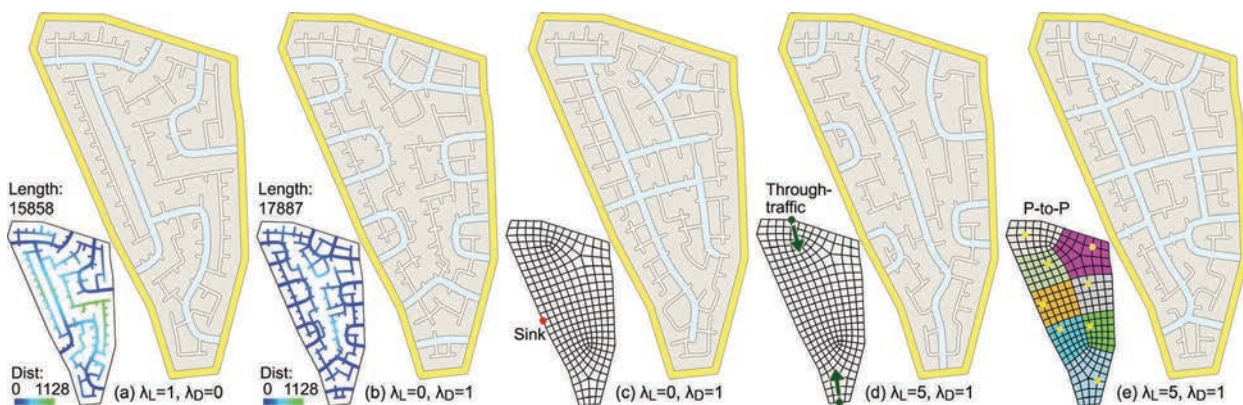 Length:
15858
Dist:
0 1128
(a) λL=1, λD=0
Length:
17887
Dist:
0 1128
(b) λL=0, λD=1
Sink
(c) λL=0, λD=1
Through-
traffic
(d) λL=5, λD=1
P-to-P
(e) λL=5, λD=1